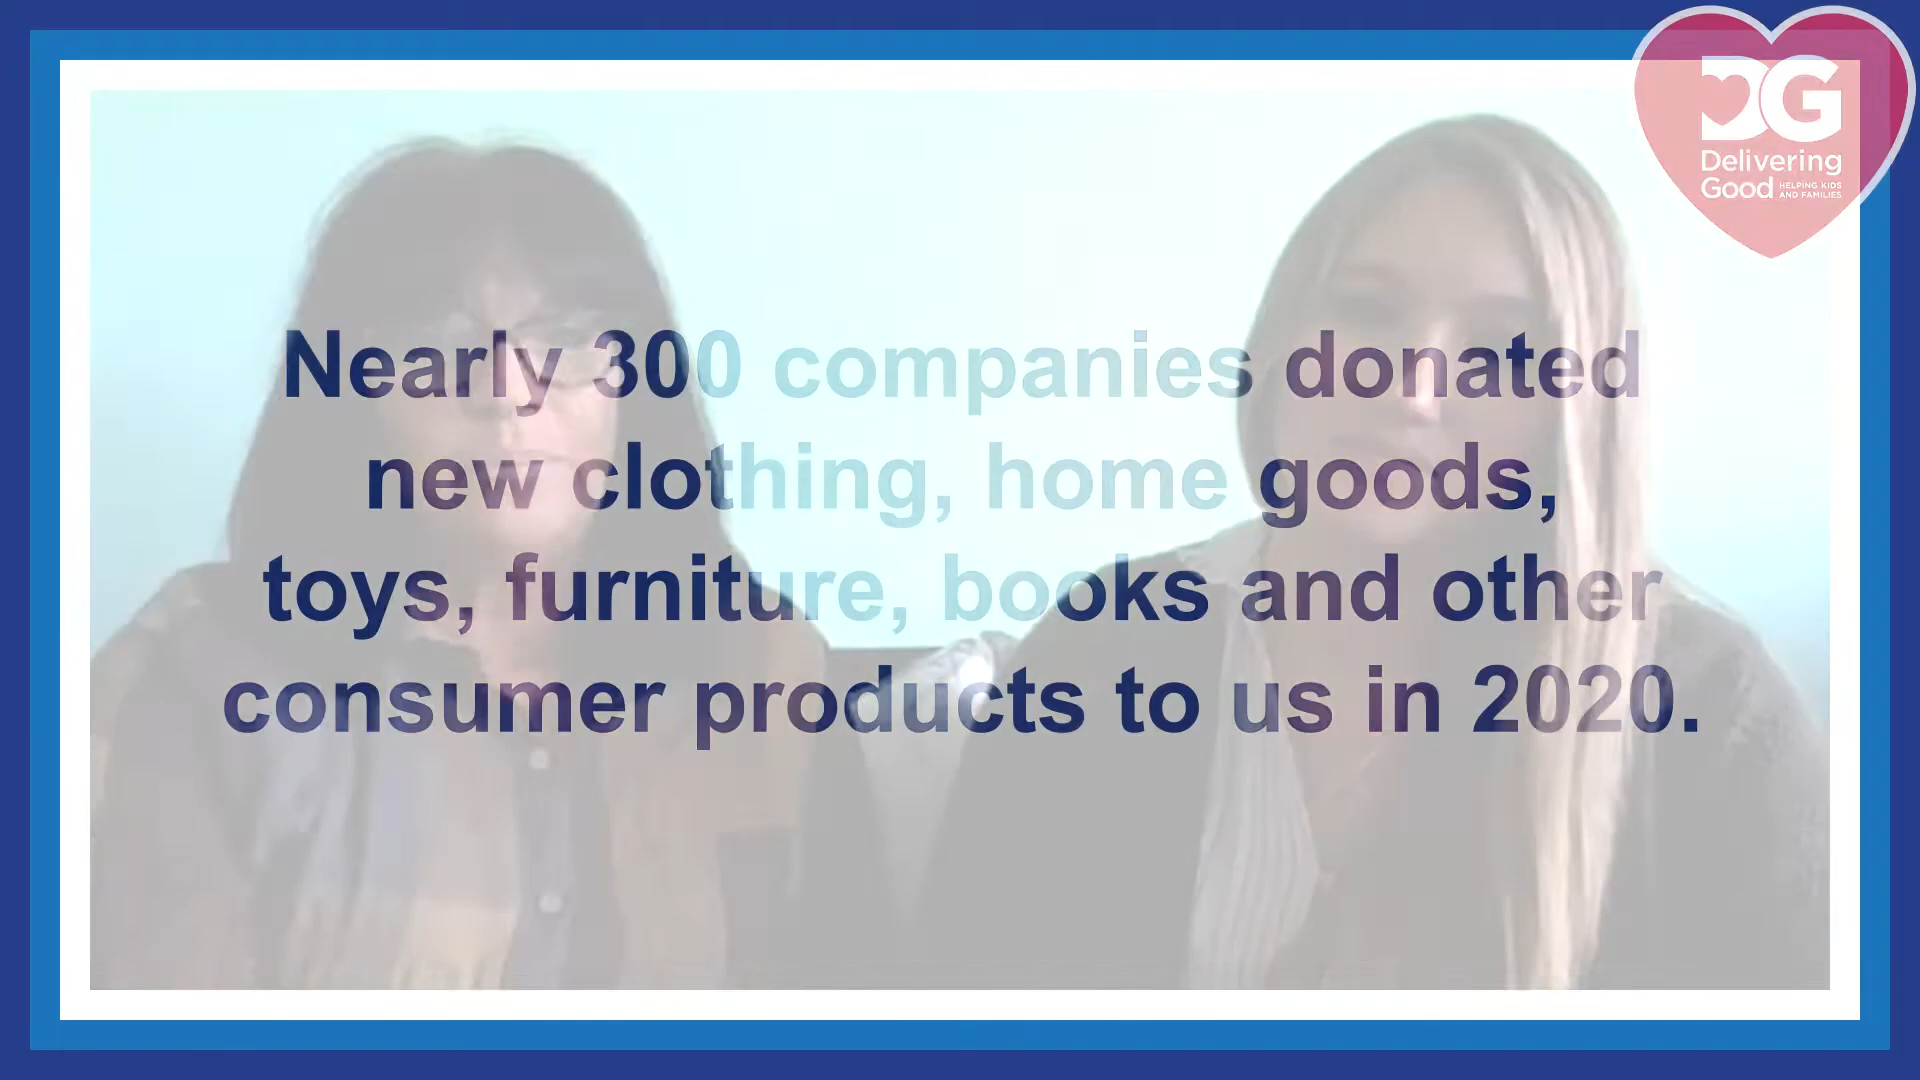 DG
Delivering
Good HELPING KIDS
AND FAMILIES
Nearly 300 companies donated
new clothing, home goods,
toys, furniture, books and other
consumer products to us in 2020.